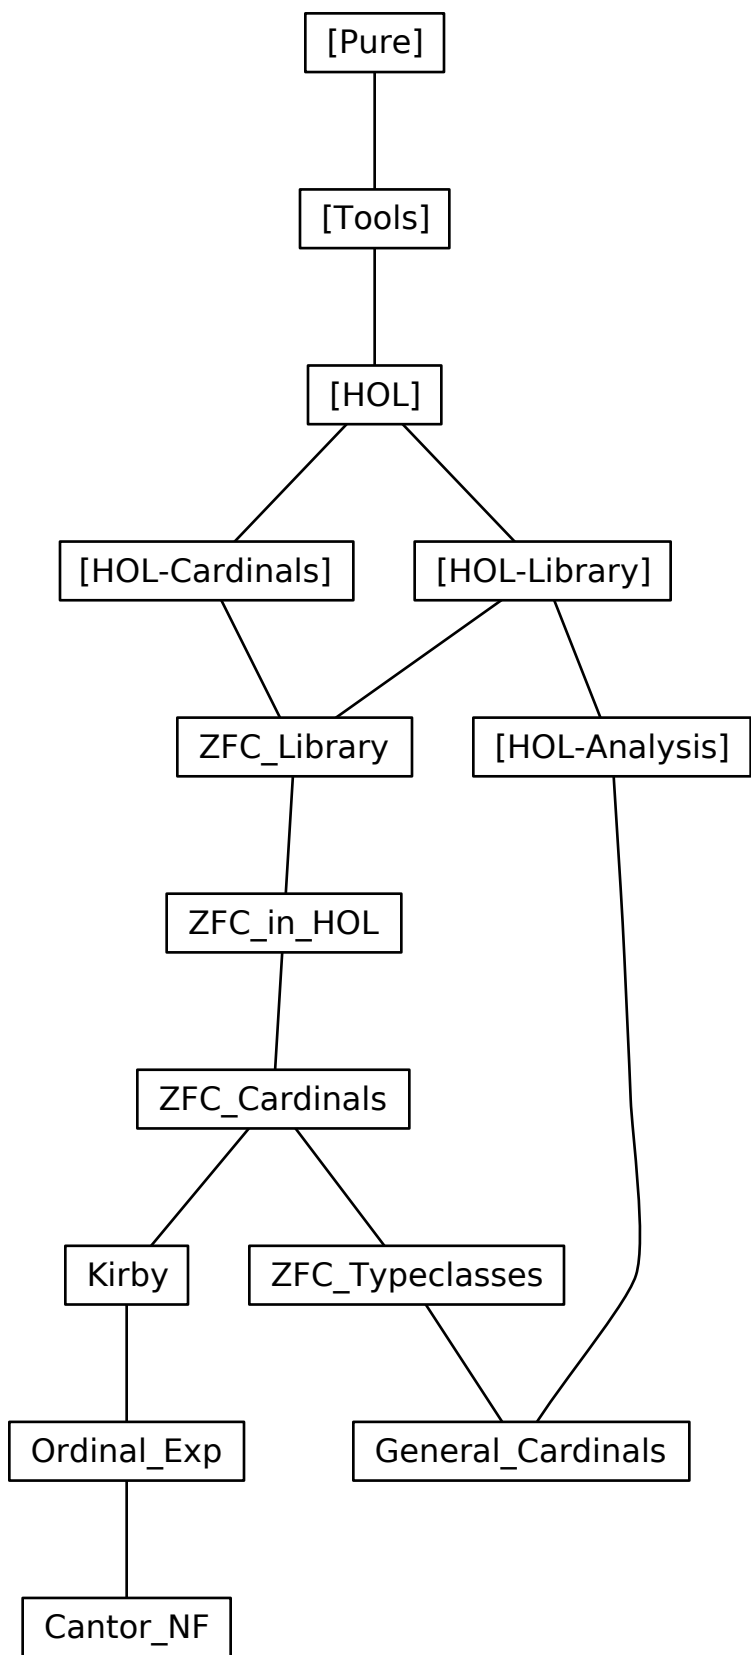 [Pure]
[Tools]
[HOL]
[HOL-Cardinals]
[HOL-Library]
ZFC_Library
[HOL-Analysis]
ZFC_in_HOL
ZFC_Cardinals
Kirby
ZFC_Typeclasses
Ordinal_Exp
General_Cardinals
Cantor_NF